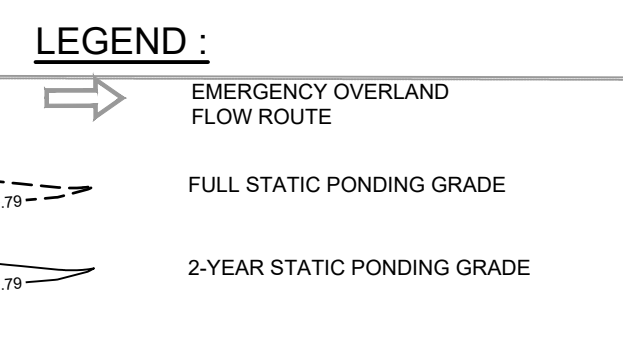 LEGEND :
EMERGENCY OVERLAND
FLOW ROUTE
FULL STATIC PONDING GRADE
.79
2-YEAR STATIC PONDING GRADE
.79